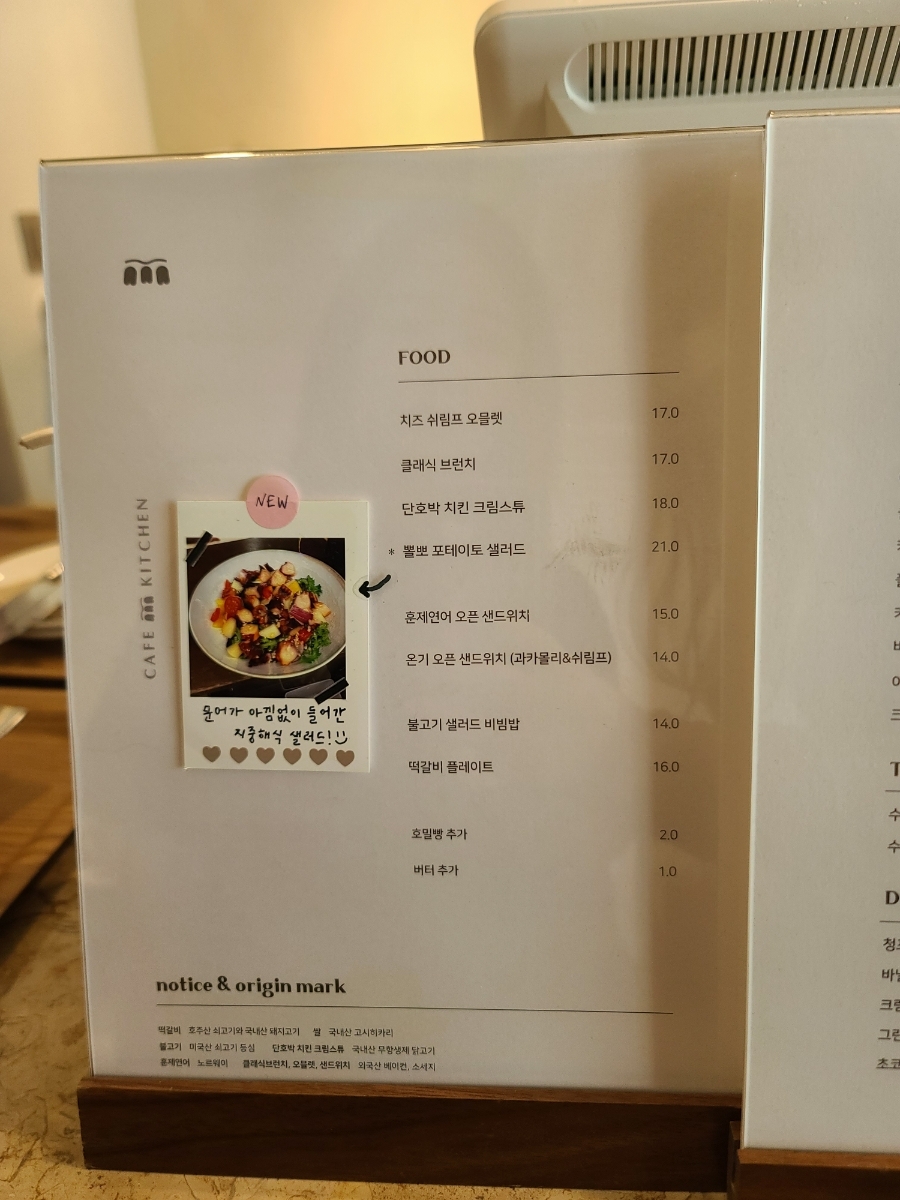 FOOD
치즈 쉬림프 오믈렛 17.0
클래식 브런치 17.0
단호박 치킨 크림스튜 18.0
* 뽈뽀 포테이토 샐러드 21.0
훈제연어 오픈 샌드위치 15.0
온기 오픈 샌드위치 (과카몰리&쉬림프) 14.0
불고기 샐러드 비빔밥 14.0
떡갈비 플레이트 16.0
호밀빵 추가 2.0
버터 추가 1.0
CAFE KITCHEN
NEW
문어가 아낌없이 들어간
지중해식 샐러드!
notice & origin mark
떡갈비 호주산 쇠고기와 국내산 돼지고기 쌀 국내산 고시히카리
불고기 미국산 쇠고기 등심 단호박 치킨 크림스튜 국내산 무항생제 닭고기
훈제연어 노르웨이 클래식브런치, 오믈렛, 샌드위치 외국산 베이컨, 소세지